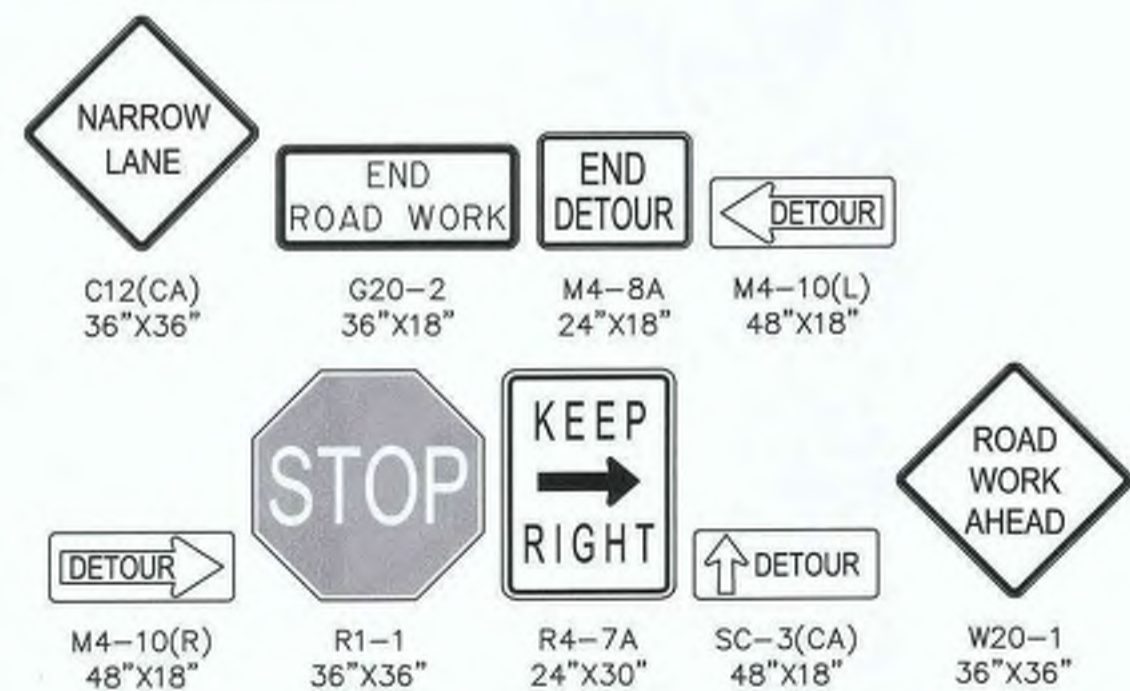 NARROW
LANE
C12(CA)
36"X36"
END
ROAD WORK
G20-2
36"X18"
END
DETOUR
M4-8A
24"X18"
DETOUR
M4-10(L)
48"X18"
DETOUR
M4-10(R)
48"X18"
STOP
R1-1
36"X36"
KEEP
RIGHT
R4-7A
24"X30"
DETOUR
SC-3(CA)
48"X18"
ROAD
WORK
AHEAD
W20-1
36"X36"